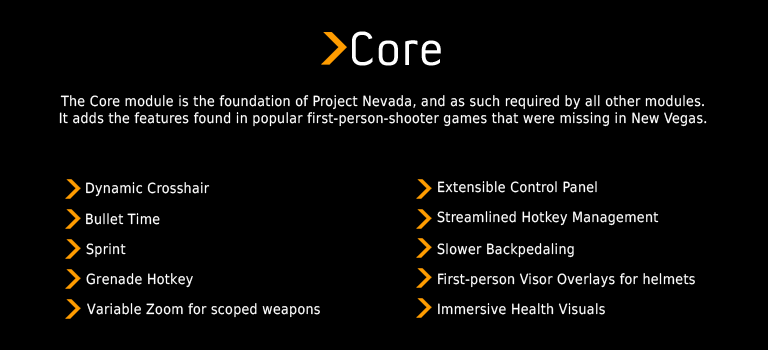 Core
The Core module is the foundation of Project Nevada, and as such required by all other modules.
It adds the features found in popular first-person-shooter games that were missing in New Vegas.
Dynamic Crosshair
Bullet Time
Sprint
Grenade Hotkey
Variable Zoom for scoped weapons
Extensible Control Panel
Streamlined Hotkey Management
Slower Backpedaling
First-person Visor Overlays for helmets
Immersive Health Visuals